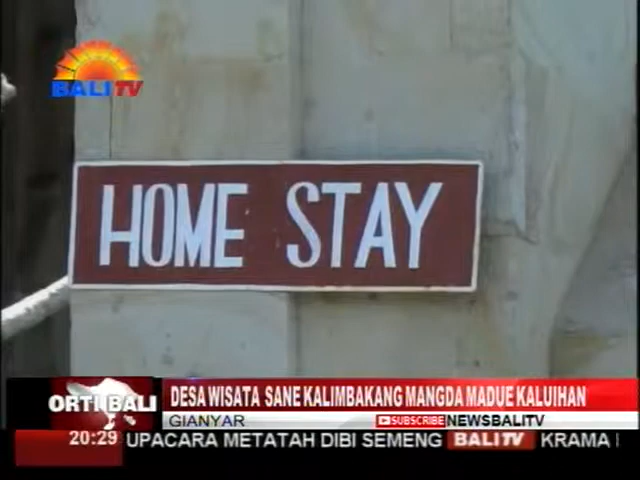 BALI TV
HOME STAY
ORTI BALI
DESA WISATA SANE KALIMBAKANG MANGDA MADUE KALUIHAN
GIANYAR
SUBSCRIBE NEWSBALITV
20:29 UPACARA METATAH DIBI SEMENG BALI TV KRAMA